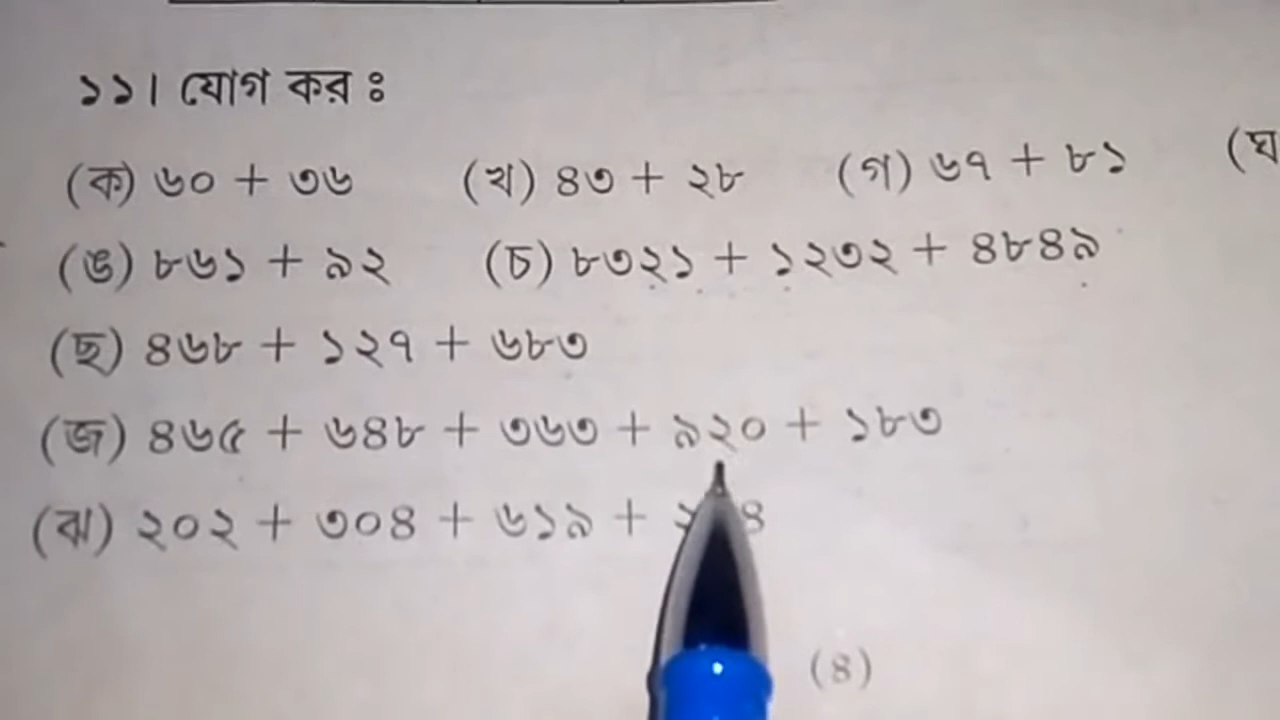 ১১। যোগ কর ঃ
(ক) ৬০ + ৩৬ (খ) ৪৩ + ২৮ (গ) ৬৭ + ৮১ (ঘ
(ঙ) ৮৬১ + ৯২ (চ) ৮৩২১ + ১২৩২ + ৪৮৪৯
(ছ) ৪৬৮ + ১২৭ + ৬৮৩
(জ) ৪৬৫ + ৬৪৮ + ৩৬৩ + ৯২০ + ১৮৩
(ঝ) ২০২ + ৩০৪ + ৬১৯ +
(৪)